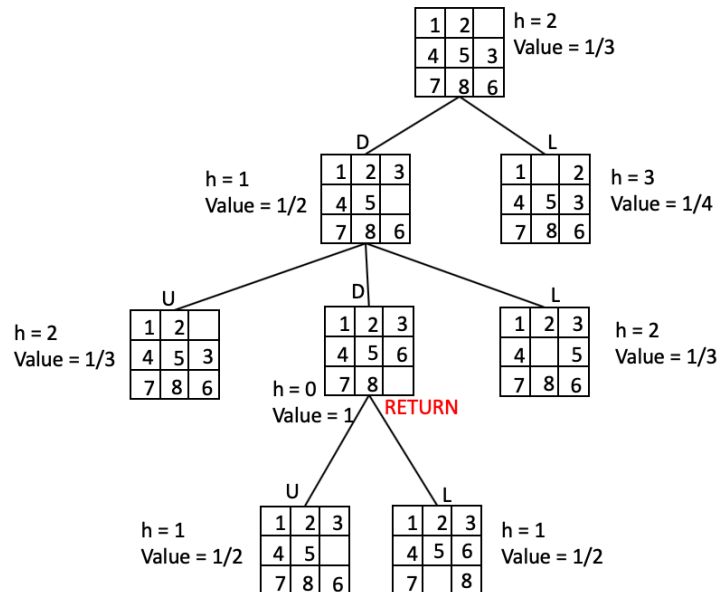 1 2
4 5 3
7 8 6
h = 2
Value = 1/3
D
L
h = 1
Value = 1/2
1 2 3
4 5
7 8 6
1 2
4 5 3
7 8 6
h = 3
Value = 1/4
U
D
L
h = 2
Value = 1/3
1 2
4 5 3
7 8 6
1 2 3
4 5 6
7 8
h = 0
Value = 1
RETURN
1 2 3
4 5
7 8 6
h = 2
Value = 1/3
U
L
h = 1
Value = 1/2
1 2 3
4 5
7 8 6
1 2 3
4 5 6
7 8
h = 1
Value = 1/2